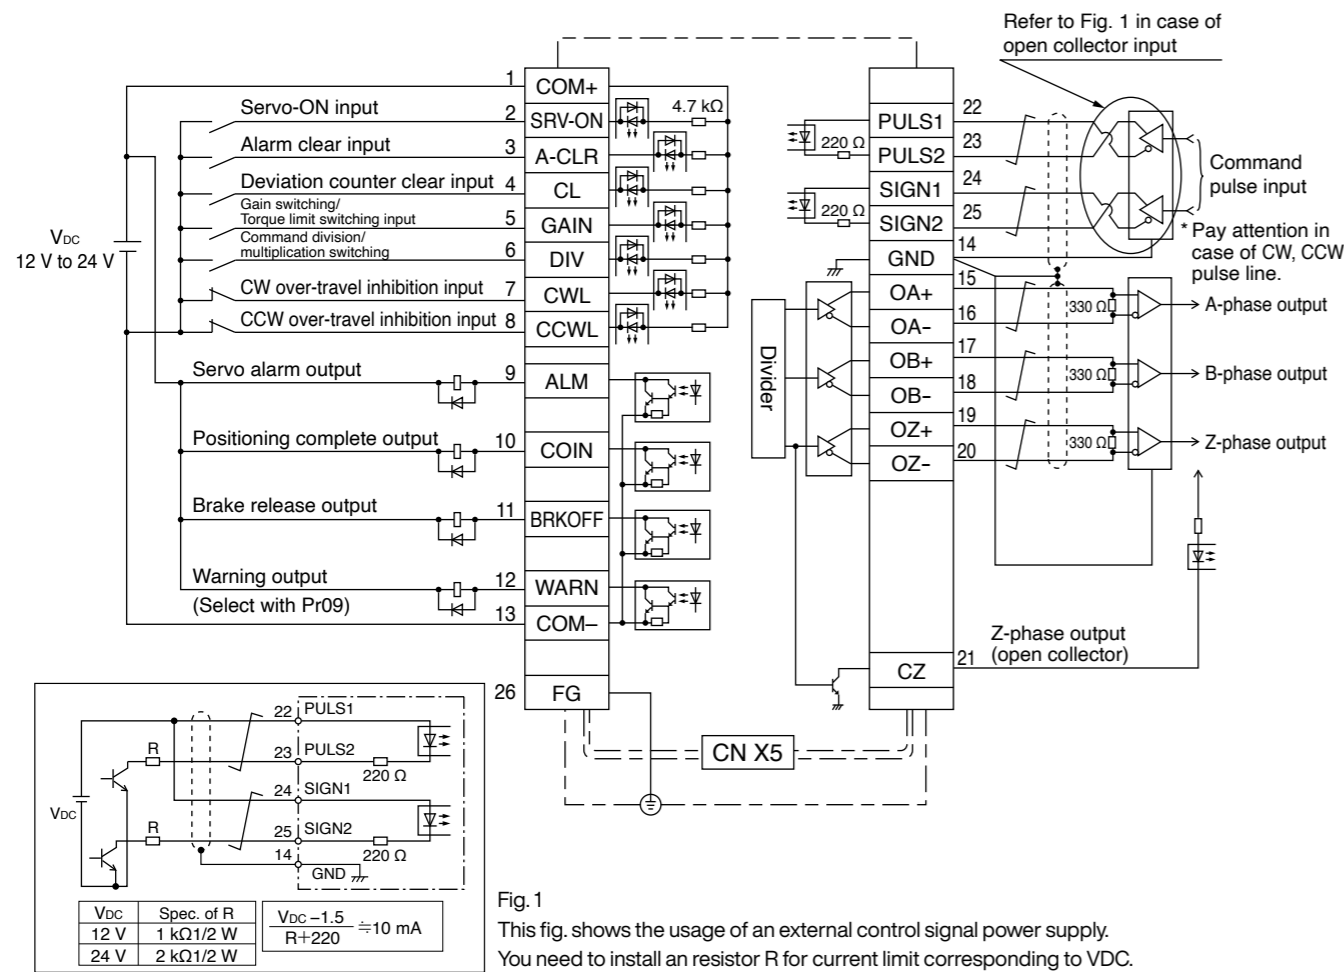 Refer to Fig. 1 in case of
open collector input
1 COM+
Servo-ON input 2 SRV-ON 4.7 kΩ
Alarm clear input 3 A-CLR
Deviation counter clear input 4 CL
Gain switching/
Torque limit switching input 5 GAIN
Command division/
multiplication switching 6 DIV
CW over-travel inhibition input 7 CWL
CCW over-travel inhibition input 8 CCWL
VDC
12 V to 24 V
Servo alarm output 9 ALM
Positioning complete output 10 COIN
Brake release output 11 BRKOFF
Warning output 12 WARN
(Select with Pr09)
13 COM–
26 FG
22 PULS1
220 Ω PULS2 23
24 SIGN1
220 Ω SIGN2 25
14 GND
15 OA+
16 OA–
17 OB+
18 OB–
19 OZ+
20 OZ–
Divider
Command
pulse input
* Pay attention in
case of CW, CCW
pulse line.
330 Ω A-phase output
330 Ω B-phase output
330 Ω Z-phase output
Z-phase output
(open collector)
21 CZ
CN X5
22 PULS1
R 23 PULS2
220 Ω
24 SIGN1
VDC
R 25 SIGN2
220 Ω
14 GND
VDC Spec. of R
12 V 1 kΩ1/2 W
24 V 2 kΩ1/2 W
VDC –1.5
R+220
≒10 mA
Fig.1
This fig. shows the usage of an external control signal power supply.
You need to install an resistor R for current limit corresponding to VDC.